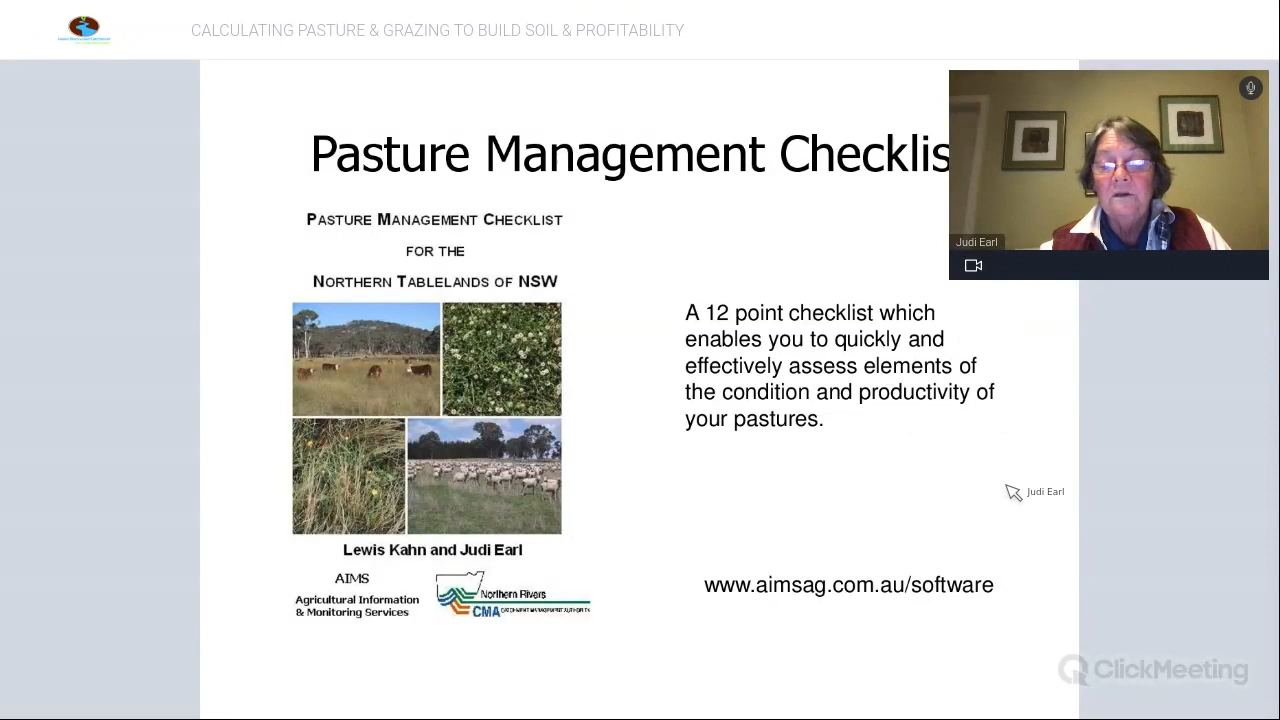 CALCULATING PASTURE & GRAZING TO BUILD SOIL & PROFITABILITY
Pasture Management Checklis
Judi Earl
PASTURE MANAGEMENT CHECKLIST
FOR THE
NORTHERN TABLELANDS OF NSW
A 12 point checklist which
enables you to quickly and
effectively assess elements of
the condition and productivity of
your pastures.
Judi Earl
Lewis Kahn and Judi Earl
AIMS
Agricultural Information
& Monitoring Services
Northern Rivers
CMA CATCHMENT MANAGEMENT AUTHORITY
www.aimsag.com.au/software
ClickMeeting